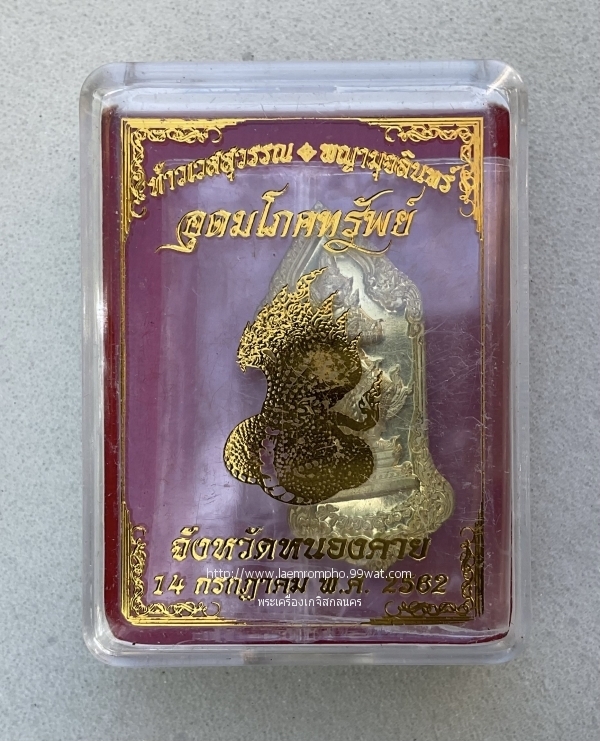 ท้าวเวสสุวรรณ ❖ พญามุจลินทร์
อุดมโภคทรัพย์
จังหวัดหนองคาย
http://www.laemrompho.99wat.com
14 กรกฎาคม พ.ศ. 2562
พระเครื่องเกจิสกลนคร